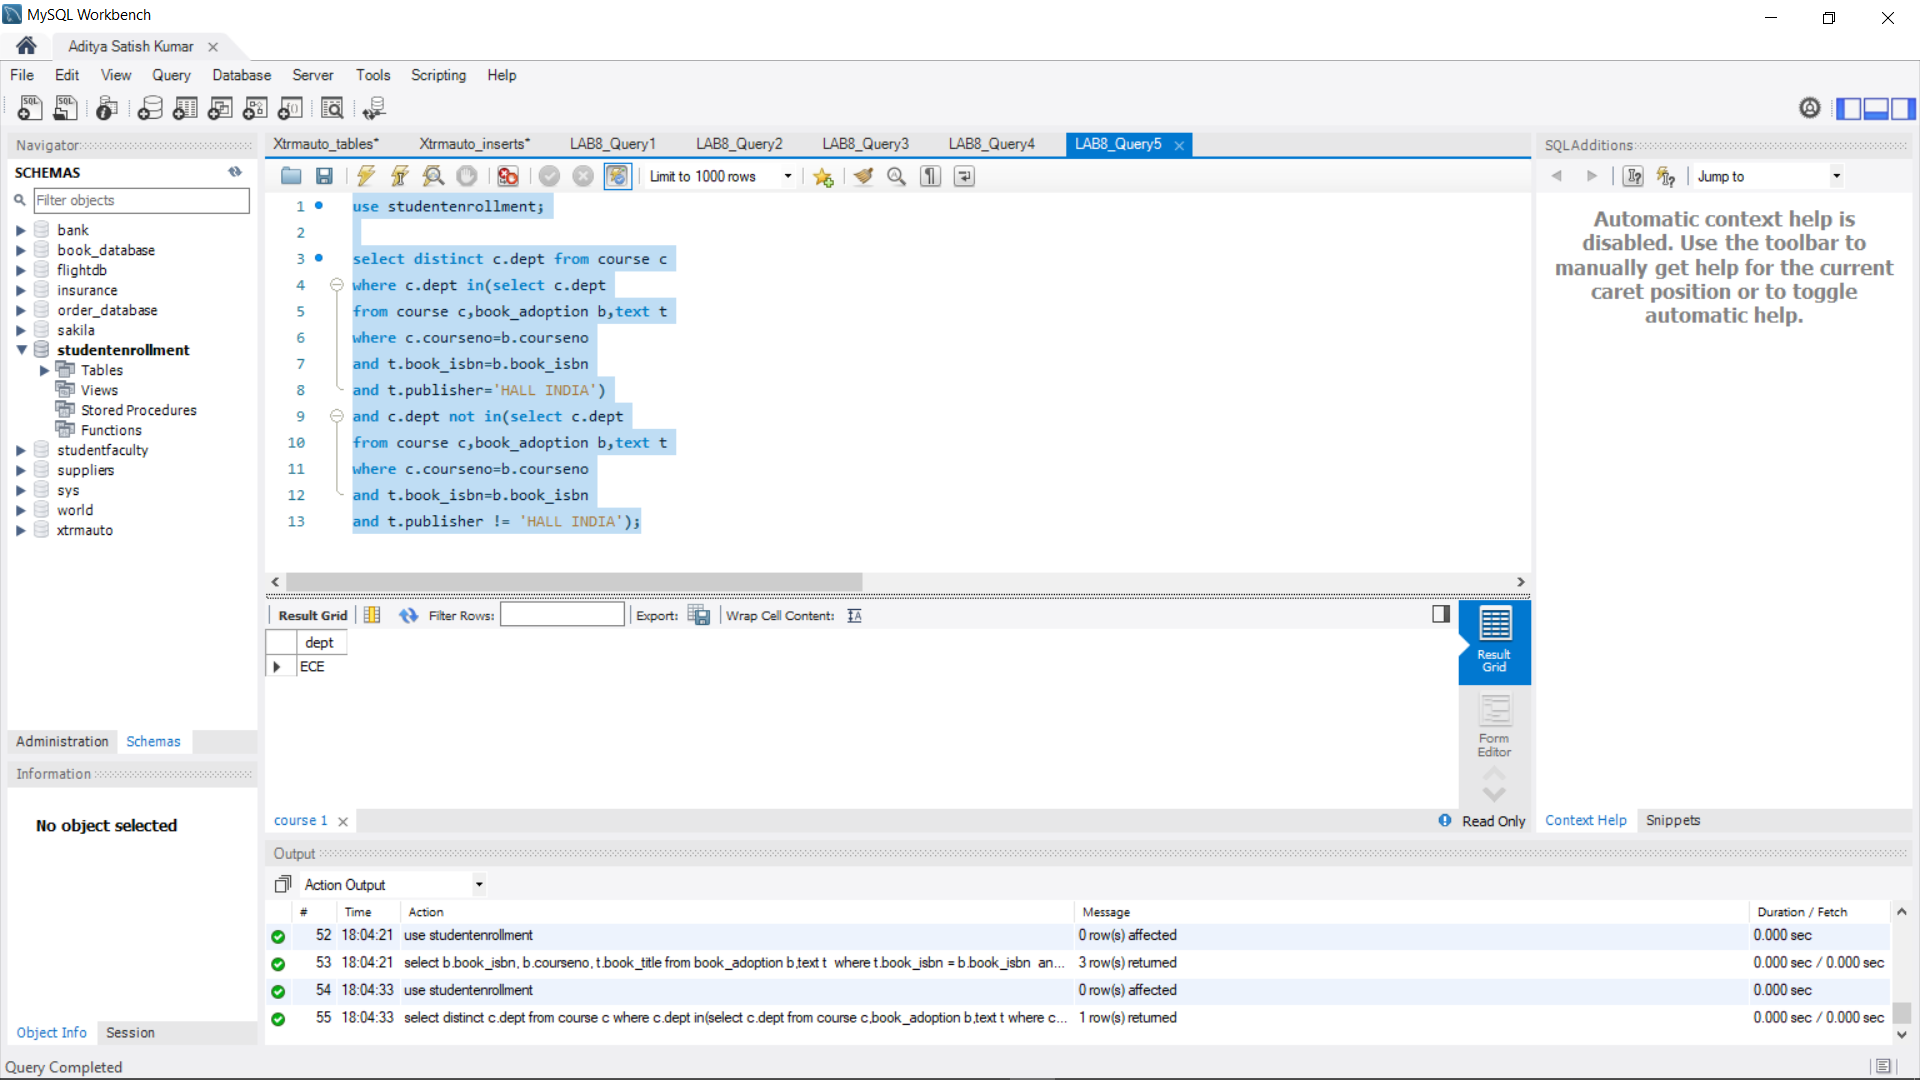 MySQL Workbench
Aditya Satish Kumar
File Edit View Query Database Server Tools Scripting Help
Navigator
SCHEMAS
Filter objects
bank
book_database
flightdb
insurance
order_database
sakila
studentenrollment
Tables
Views
Stored Procedures
Functions
studentfaculty
suppliers
sys
world
xtrmauto
Administration Schemas
Information
No object selected
Object Info Session
Xtrmauto_tables* Xtrmauto_inserts* LAB8_Query1 LAB8_Query2 LAB8_Query3 LAB8_Query4 LAB8_Query5
Limit to 1000 rows
1 use studentenrollment;
2
3 select distinct c.dept from course c
4 where c.dept in(select c.dept
5 from course c,book_adoption b,text t
6 where c.courseno=b.courseno
7 and t.book_isbn=b.book_isbn
8 and t.publisher='HALL INDIA')
9 and c.dept not in(select c.dept
10 from course c,book_adoption b,text t
11 where c.courseno=b.courseno
12 and t.book_isbn=b.book_isbn
13 and t.publisher != 'HALL INDIA');
Result Grid Filter Rows: Export: Wrap Cell Content:
dept
ECE
Result
Grid
Form
Editor
course 1
Read Only
SQLAdditions
Jump to
Automatic context help is
disabled. Use the toolbar to
manually get help for the current
caret position or to toggle
automatic help.
Context Help Snippets
Output
Action Output
# Time Action Message Duration / Fetch
52 18:04:21 use studentenrollment 0 row(s) affected 0.000 sec
53 18:04:21 select b.book_isbn, b.courseno, t.book_title from book_adoption b,text t where t.book_isbn = b.book_isbn an... 3 row(s) returned 0.000 sec / 0.000 sec
54 18:04:33 use studentenrollment 0 row(s) affected 0.000 sec
55 18:04:33 select distinct c.dept from course c where c.dept in(select c.dept from course c,book_adoption b,text t where c... 1 row(s) returned 0.000 sec / 0.000 sec
Query Completed